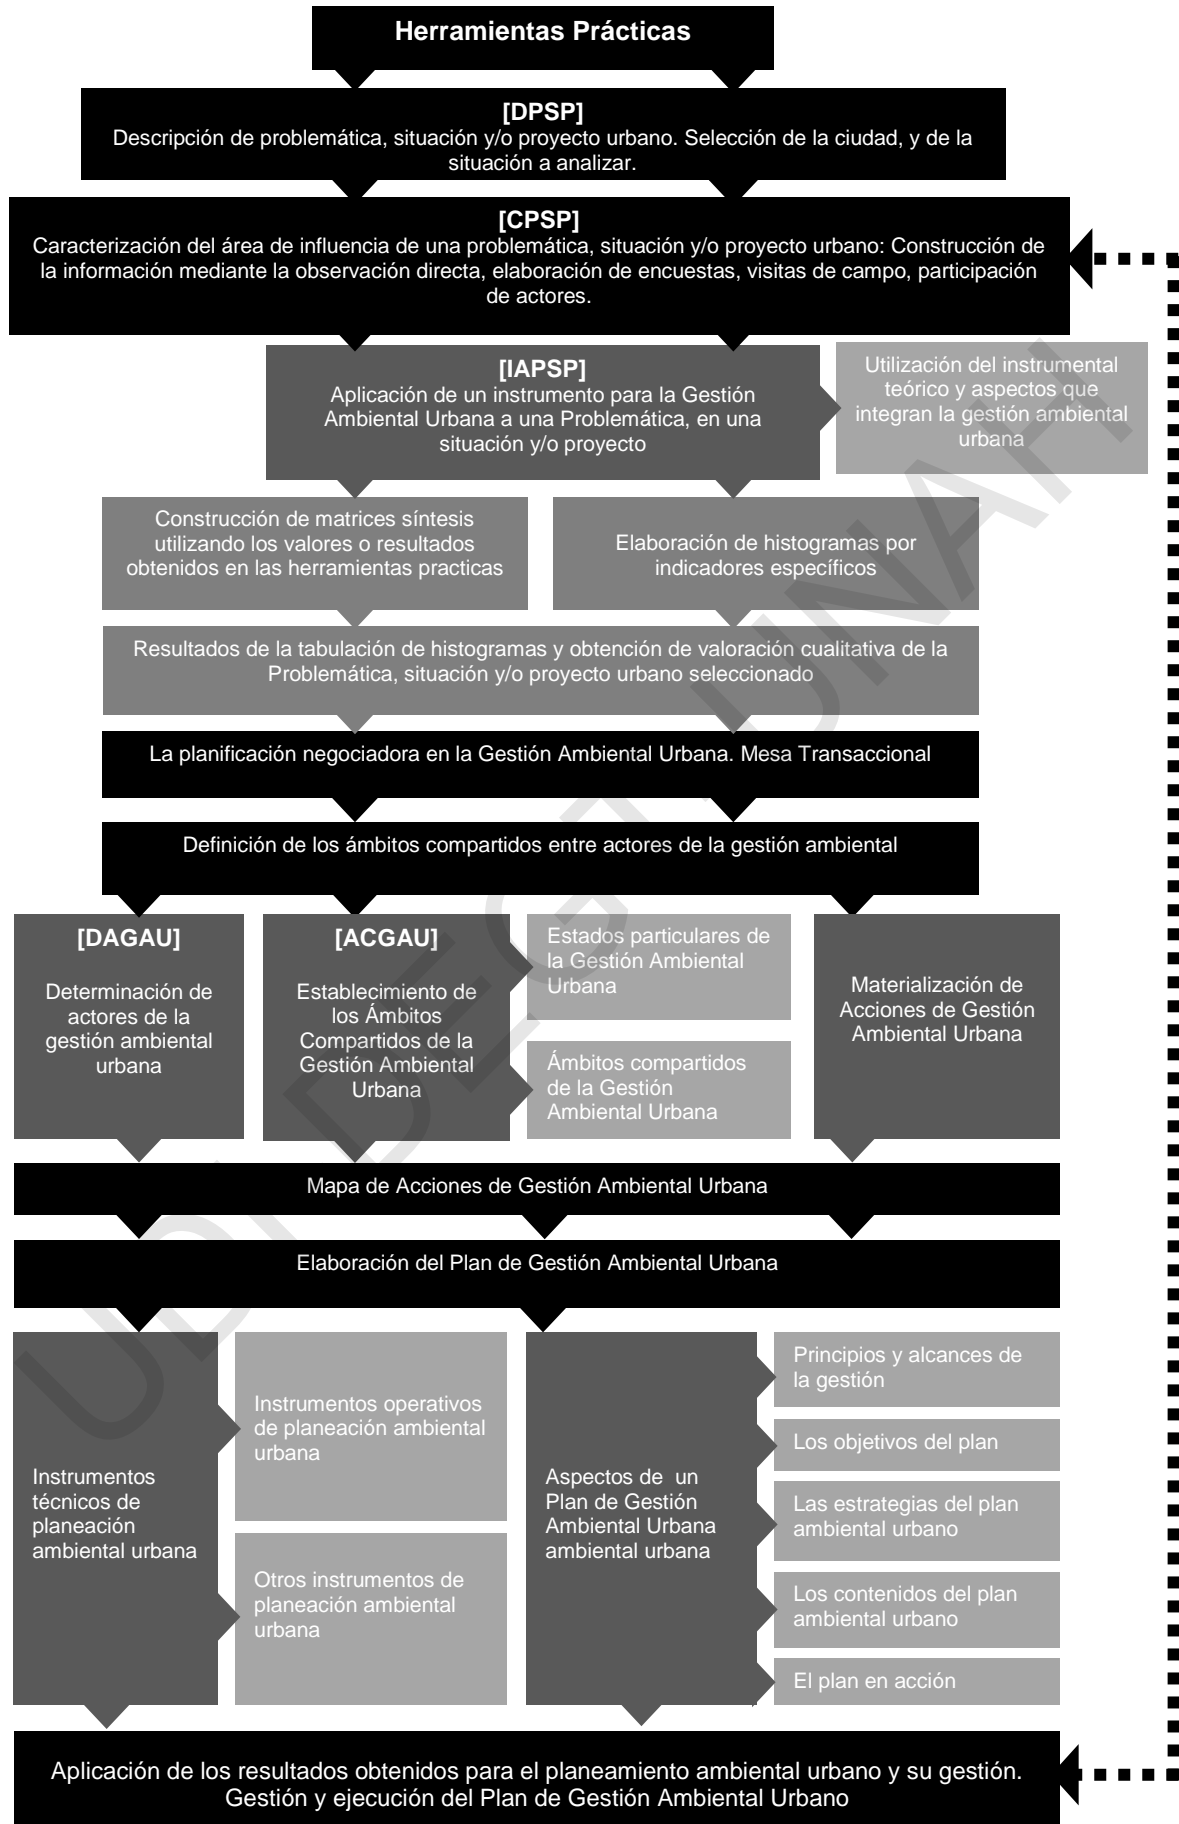 Herramientas Prácticas
[DPSP]
Descripción de problemática, situación y/o proyecto urbano. Selección de la ciudad, y de la
situación a analizar.
[CPSP]
Caracterización del área de influencia de una problemática, situación y/o proyecto urbano: Construcción de
la información mediante la observación directa, elaboración de encuestas, visitas de campo, participación
de actores.
[IAPSP]
Aplicación de un instrumento para la Gestión
Ambiental Urbana a una Problemática, en una
situación y/o proyecto
Utilización del instrumental
teórico y aspectos que
integran la gestión ambiental
urbana
Construcción de matrices síntesis
utilizando los valores o resultados
obtenidos en las herramientas practicas
Elaboración de histogramas por
indicadores específicos
Resultados de la tabulación de histogramas y obtención de valoración cualitativa de la
Problemática, situación y/o proyecto urbano seleccionado
La planificación negociadora en la Gestión Ambiental Urbana. Mesa Transaccional
Definición de los ámbitos compartidos entre actores de la gestión ambiental
[DAGAU]
Determinación de
actores de la
gestión ambiental
urbana
[ACGAU]
Establecimiento de
los Ámbitos
Compartidos de la
Gestión Ambiental
Urbana
Estados particulares de
la Gestión Ambiental
Urbana
Ámbitos compartidos
de la Gestión
Ambiental Urbana
Materialización de
Acciones de Gestión
Ambiental Urbana
Mapa de Acciones de Gestión Ambiental Urbana
Elaboración del Plan de Gestión Ambiental Urbana
Instrumentos
técnicos de
planeación
ambiental urbana
Instrumentos operativos
de planeación ambiental
urbana
Otros instrumentos de
planeación ambiental
urbana
Aspectos de un
Plan de Gestión
Ambiental Urbana
ambiental urbana
Principios y alcances de
la gestión
Los objetivos del plan
Las estrategias del plan
ambiental urbano
Los contenidos del plan
ambiental urbano
El plan en acción
Aplicación de los resultados obtenidos para el planeamiento ambiental urbano y su gestión.
Gestión y ejecución del Plan de Gestión Ambiental Urbano
UDI DEGT UNAH